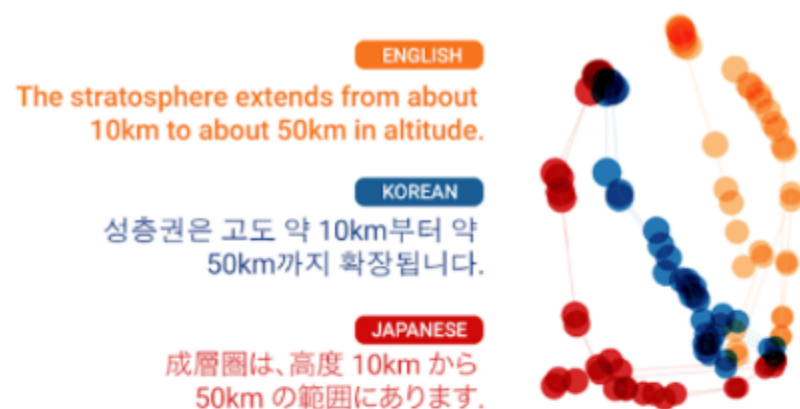 ENGLISH
The stratosphere extends from about
10km to about 50km in altitude.
KOREAN
성층권은 고도 약 10km부터 약
50km까지 확장됩니다.
JAPANESE
成層圏は、高度 10km から
50km の範囲にあります.